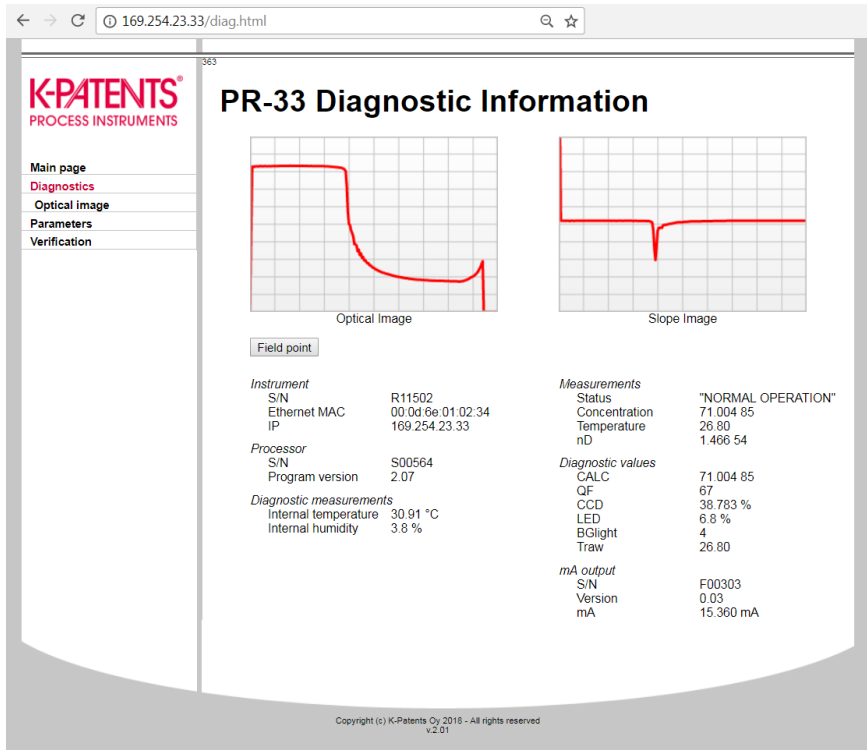 169.254.23.33/diag.html
363
K-PATENTS®
PROCESS INSTRUMENTS
Main page
Diagnostics
Optical image
Parameters
Verification
PR-33 Diagnostic Information
Optical Image
Slope Image
Field point
Instrument
S/N R11502
Ethernet MAC 00:0d:6e:01:02:34
IP 169.254.23.33
Processor
S/N S00564
Program version 2.07
Diagnostic measurements
Internal temperature 30.91 °C
Internal humidity 3.8 %
Measurements
Status "NORMAL OPERATION"
Concentration 71.004 85
Temperature 26.80
nD 1.466 54
Diagnostic values
CALC 71.004 85
QF 67
CCD 38.783 %
LED 6.8 %
BGlight 4
Traw 26.80
mA output
S/N F00303
Version 0.03
mA 15.360 mA
Copyright (c) K-Patents Oy 2016 - All rights reserved
v.2.01